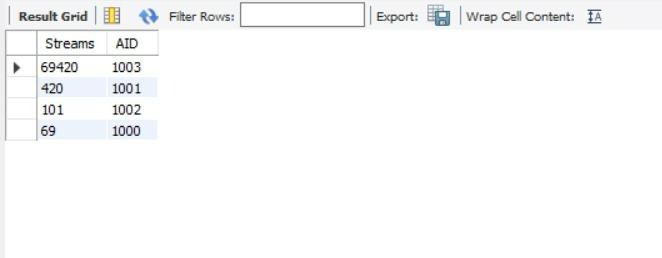 Result Grid Filter Rows: Export: Wrap Cell Content: A
Streams AID
69420 1003
420 1001
101 1002
69 1000